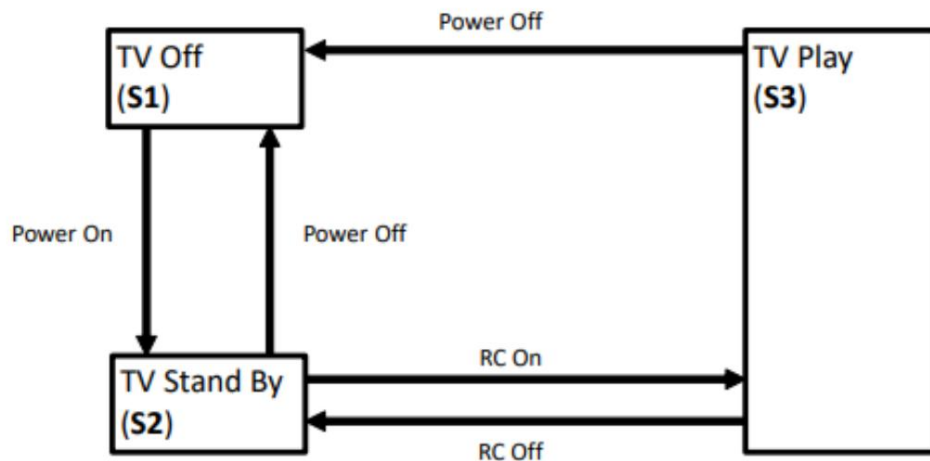 Power Off
TV Off
(S1)
TV Play
(S3)
Power On
Power Off
TV Stand By
(S2)
RC On
RC Off